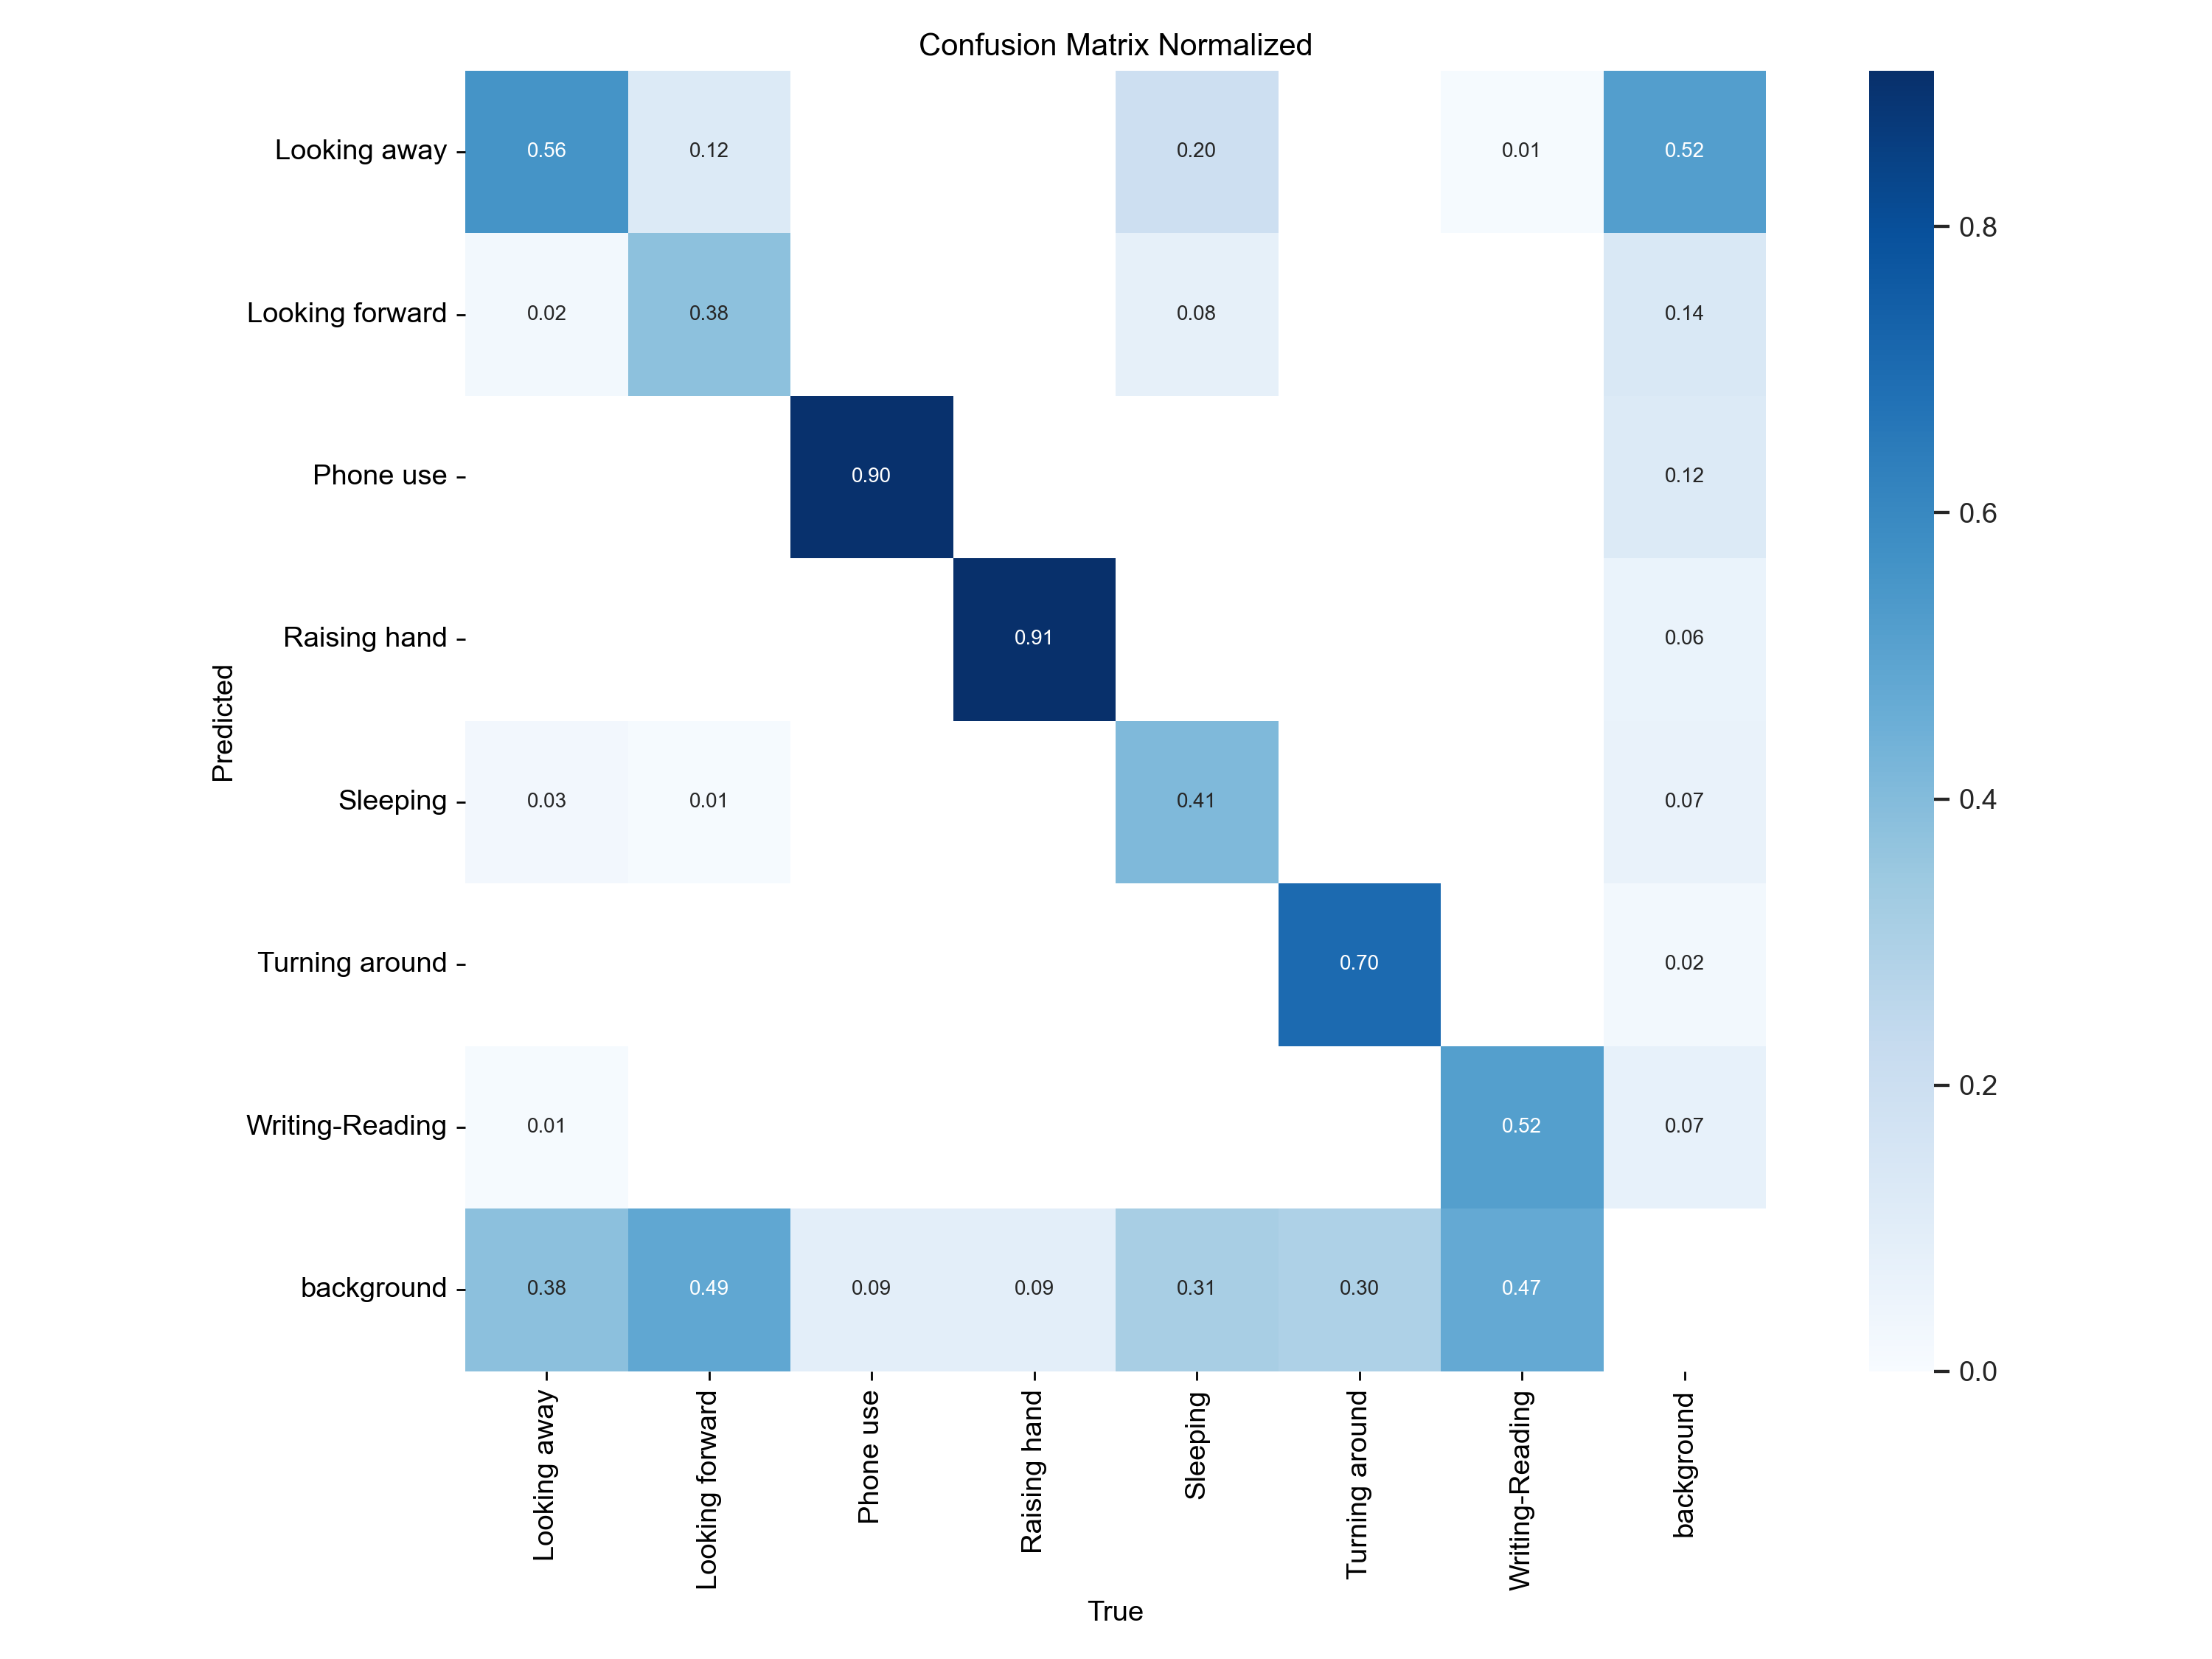 Confusion Matrix Normalized
Looking away 0.56 0.12 0.20 0.01 0.52
Looking forward 0.02 0.38 0.08 0.14
Phone use 0.90 0.12
Raising hand 0.91 0.06
Sleeping 0.03 0.01 0.41 0.07
Turning around 0.70 0.02
Writing-Reading 0.01 0.52 0.07
background 0.38 0.49 0.09 0.09 0.31 0.30 0.47
Predicted
Looking away
Looking forward
Phone use
Raising hand
Sleeping
Turning around
Writing-Reading
background
True
0.8
0.6
0.4
0.2
0.0